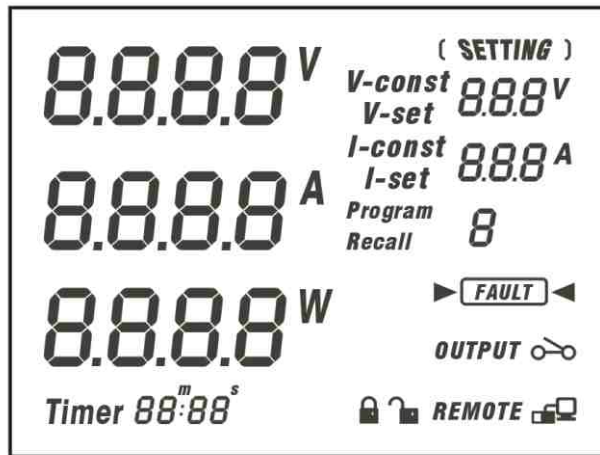 8.8.8.8 V
8.8.8.8 A
8.8.8.8 W
Timer 88:88 m s
( SETTING )
V-const
V-set
8.8.8 V
I-const
I-set
8.8.8 A
Program
Recall
8
FAULT
OUTPUT
REMOTE